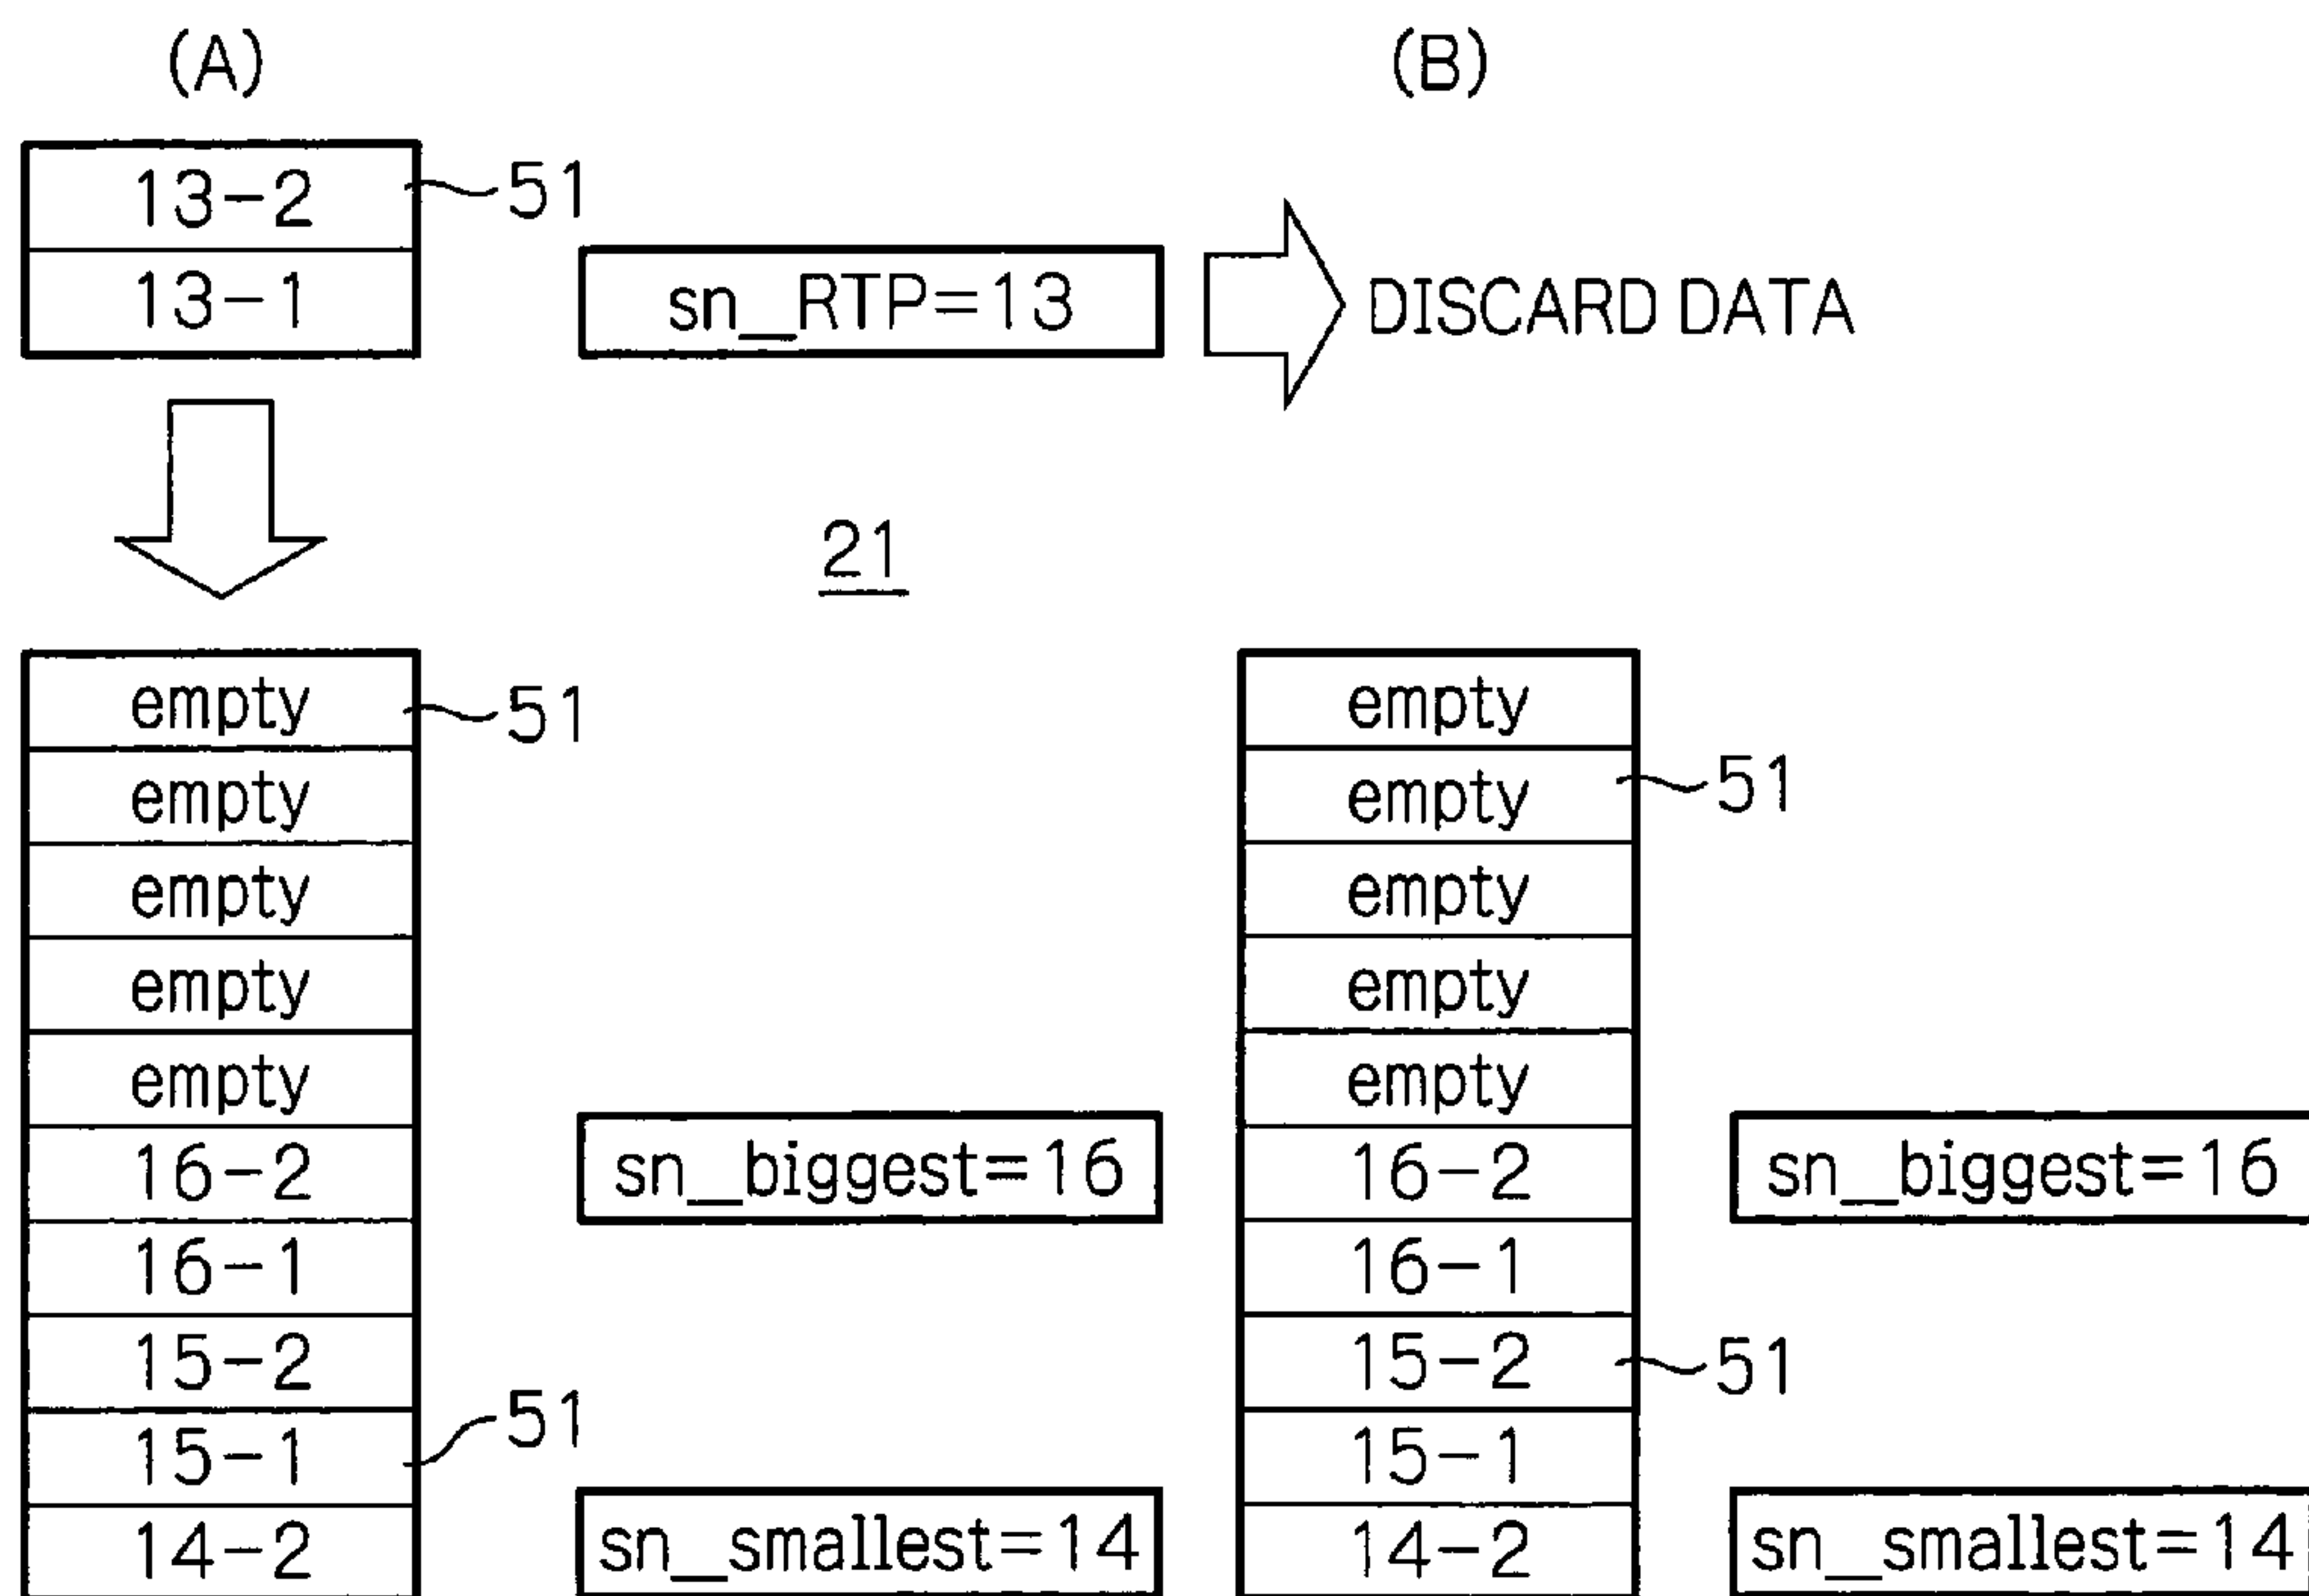 (A)
(B)
13-2
51
13-1
sn_RTP=13
DISCARD DATA
21
empty
51
empty
empty
empty
empty
16-2
sn_biggest=16
16-1
15-2
15-1
51
14-2
sn_smallest=14
empty
empty
51
empty
empty
empty
16-2
sn_biggest=16
16-1
15-2
51
15-1
14-2
sn_smallest=14